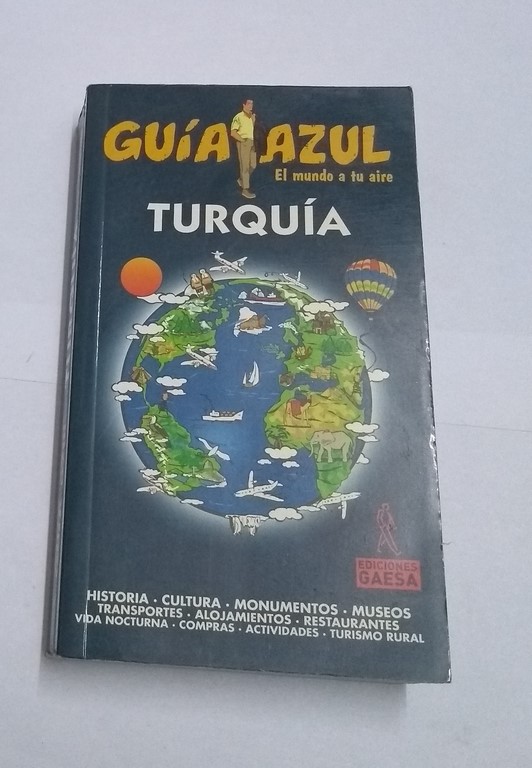 GUÍA AZUL
El mundo a tu aire
TURQUÍA
EDICIONES
GAESA
HISTORIA · CULTURA · MONUMENTOS · MUSEOS
TRANSPORTES · ALOJAMIENTOS · RESTAURANTES
VIDA NOCTURNA · COMPRAS · ACTIVIDADES · TURISMO RURAL